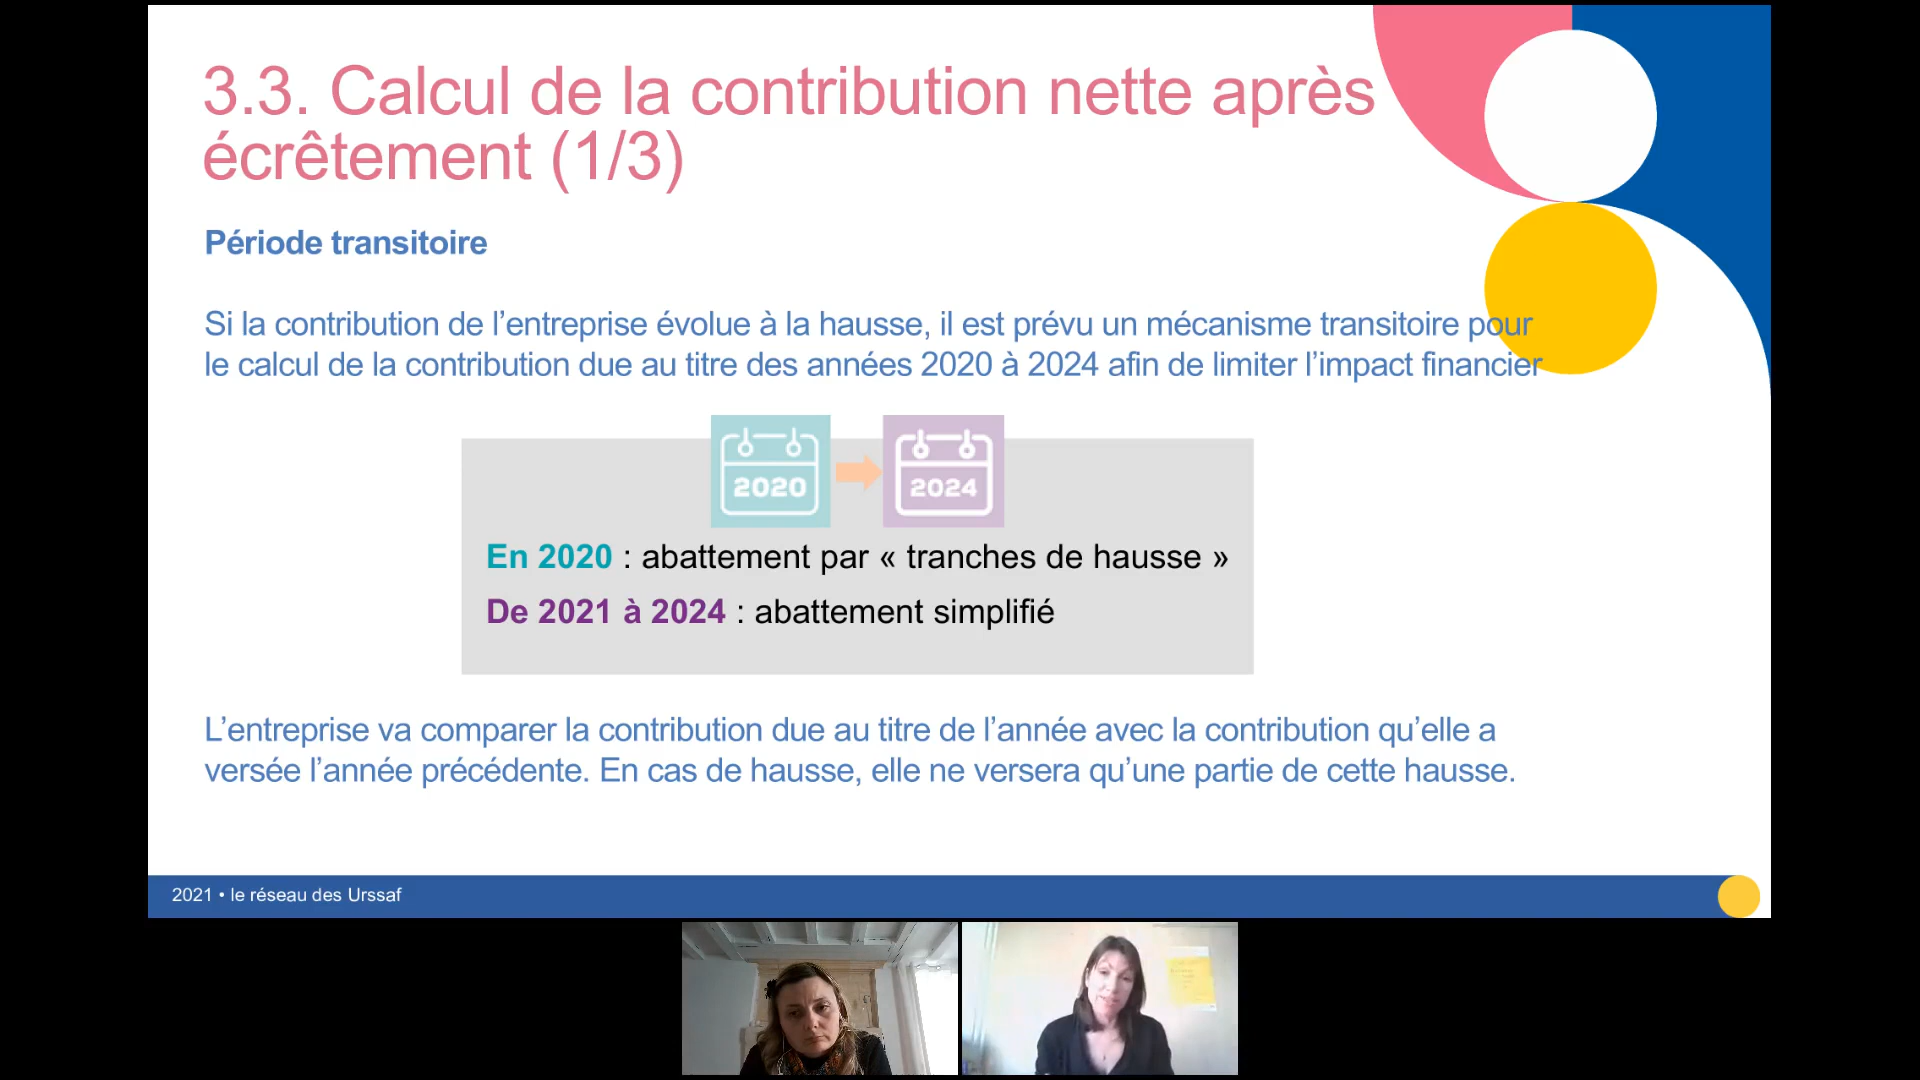 3.3. Calcul de la contribution nette après
écrêtement (1/3)
Période transitoire
Si la contribution de l’entreprise évolue à la hausse, il est prévu un mécanisme transitoire pour
le calcul de la contribution due au titre des années 2020 à 2024 afin de limiter l’impact financier
2020
2024
En 2020 : abattement par « tranches de hausse »
De 2021 à 2024 : abattement simplifié
L’entreprise va comparer la contribution due au titre de l’année avec la contribution qu’elle a
versée l’année précédente. En cas de hausse, elle ne versera qu’une partie de cette hausse.
2021 • le réseau des Urssaf